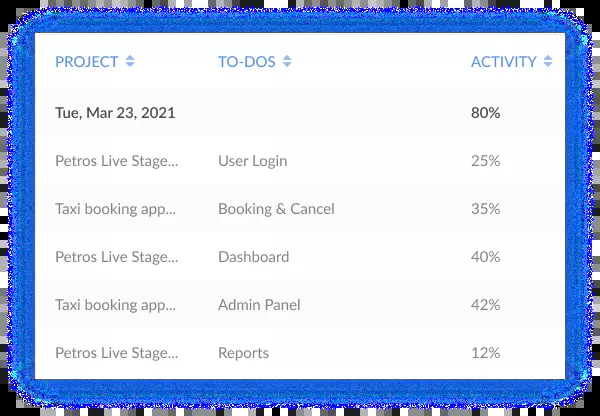 PROJECT TO-DOS ACTIVITY
Tue, Mar 23, 2021 80%
Petros Live Stage... User Login 25%
Taxi booking app... Booking & Cancel 35%
Petros Live Stage... Dashboard 40%
Taxi booking app... Admin Panel 42%
Petros Live Stage... Reports 12%